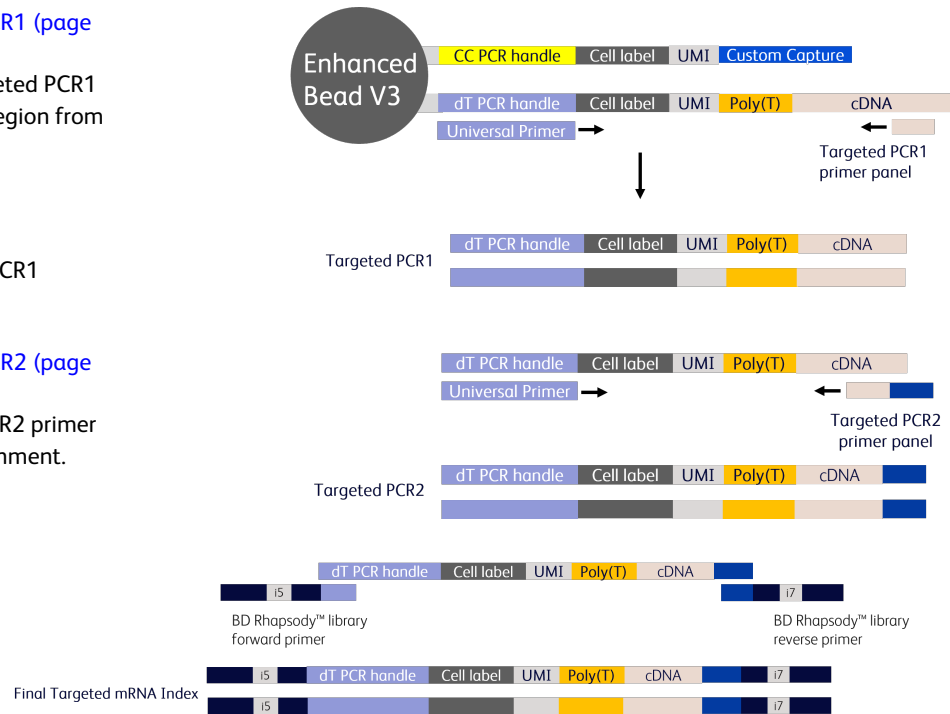 R1 (page
eted PCR1
egion from
CR1
R2 (page
R2 primer
nment.
Enhanced
Bead V3
CC PCR handle Cell label UMI Custom Capture
dT PCR handle Cell label UMI Poly(T) cDNA
Universal Primer
Targeted PCR1
primer panel
Targeted PCR1
dT PCR handle Cell label UMI Poly(T) cDNA
dT PCR handle Cell label UMI Poly(T) cDNA
Universal Primer
Targeted PCR2
primer panel
Targeted PCR2
dT PCR handle Cell label UMI Poly(T) cDNA
dT PCR handle Cell label UMI Poly(T) cDNA
i5 i7
BD Rhapsody™ library
forward primer
BD Rhapsody™ library
reverse primer
Final Targeted mRNA Index
i5 dT PCR handle Cell label UMI Poly(T) cDNA i7
i5 i7